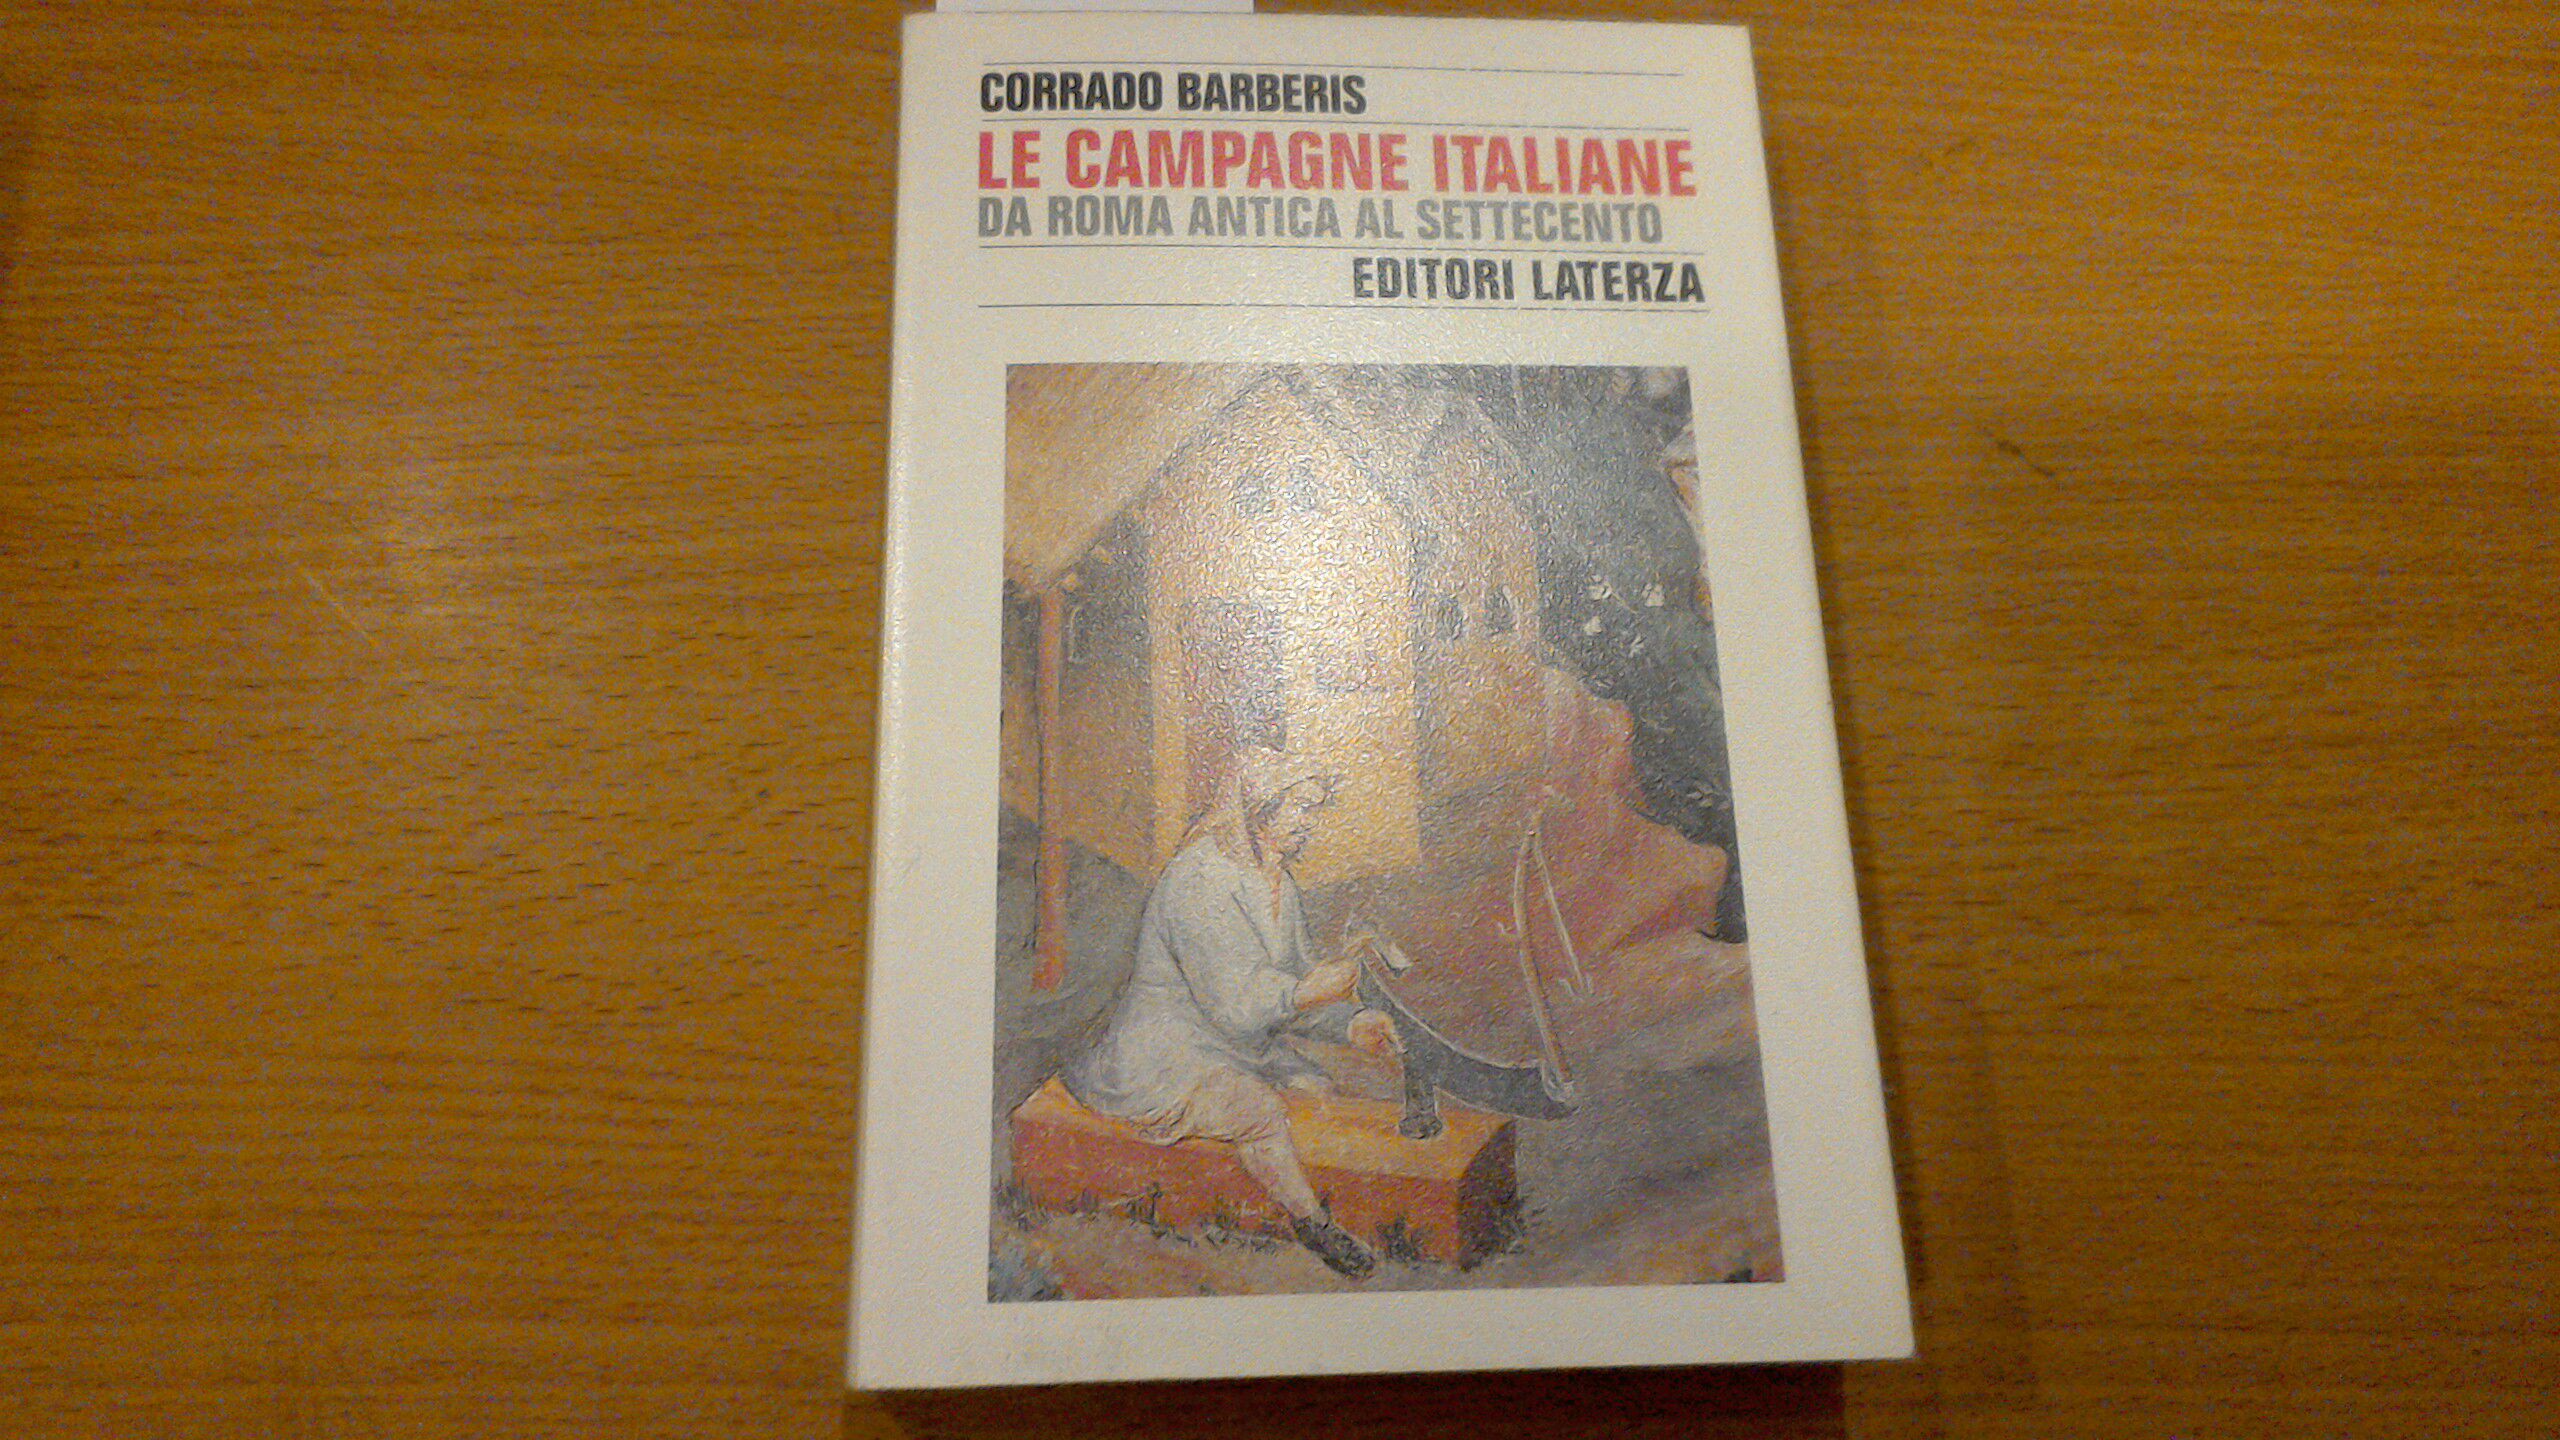 CORRADO BARBERIS
LE CAMPAGNE ITALIANE
DA ROMA ANTICA AL SETTECENTO
EDITORI LATERZA